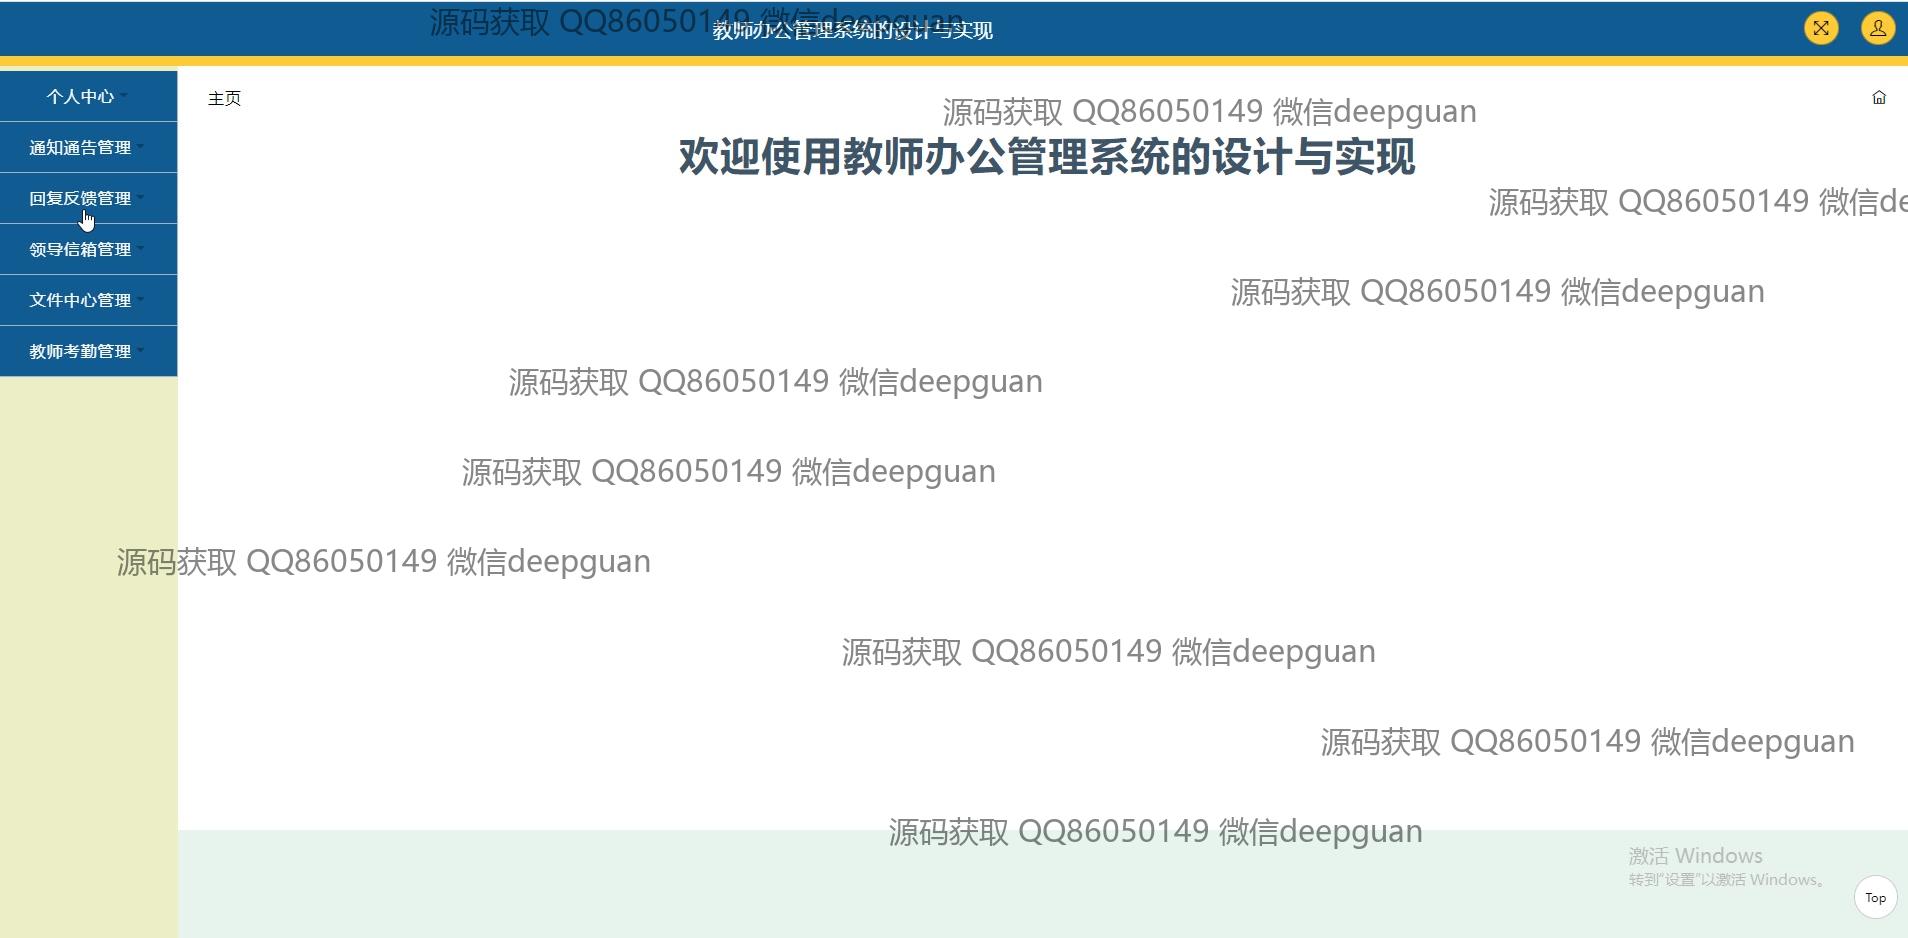 源码获取 QQ86050149 微信deepguan
教师办公管理系统的设计与实现
个人中心
主页
源码获取 QQ86050149 微信deepguan
通知通告管理
欢迎使用教师办公管理系统的设计与实现
回复反馈管理
源码获取 QQ86050149 微信de
领导信箱管理
源码获取 QQ86050149 微信deepguan
文件中心管理
教师考勤管理
源码获取 QQ86050149 微信deepguan
源码获取 QQ86050149 微信deepguan
源码获取 QQ86050149 微信deepguan
源码获取 QQ86050149 微信deepguan
源码获取 QQ86050149 微信deepguan
源码获取 QQ86050149 微信deepguan
激活 Windows
转到“设置”以激活 Windows。
Top